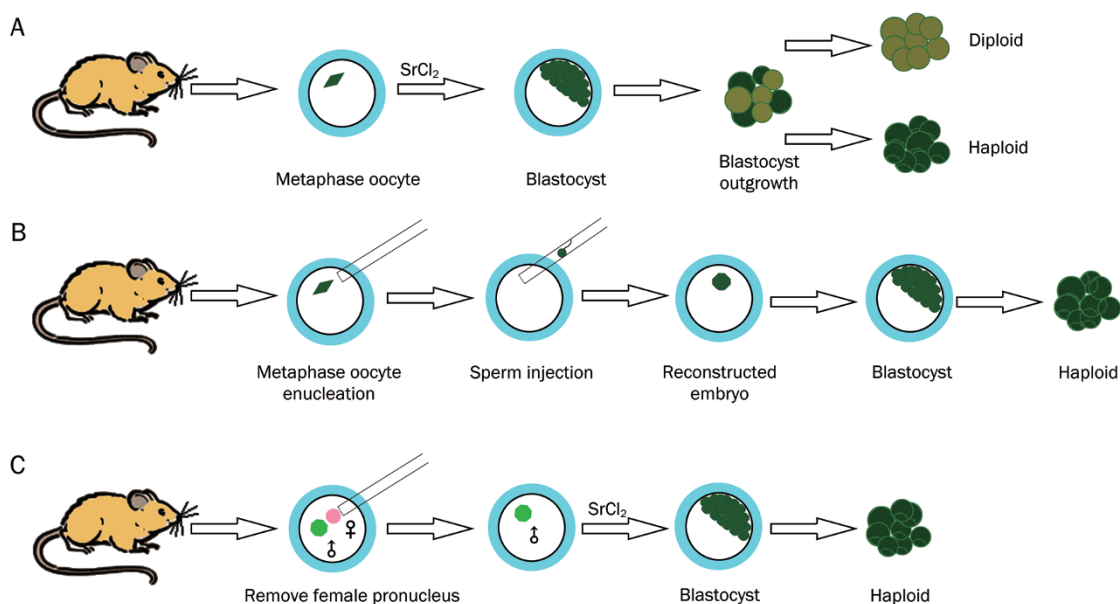 A
SrCl₂
Diploid
Haploid
Metaphase oocyte
Blastocyst
Blastocyst
outgrowth
B
Metaphase oocyte
enucleation
Sperm injection
Reconstructed
embryo
Blastocyst
Haploid
C
SrCl₂
♀
♂
♂
Remove female pronucleus
Blastocyst
Haploid